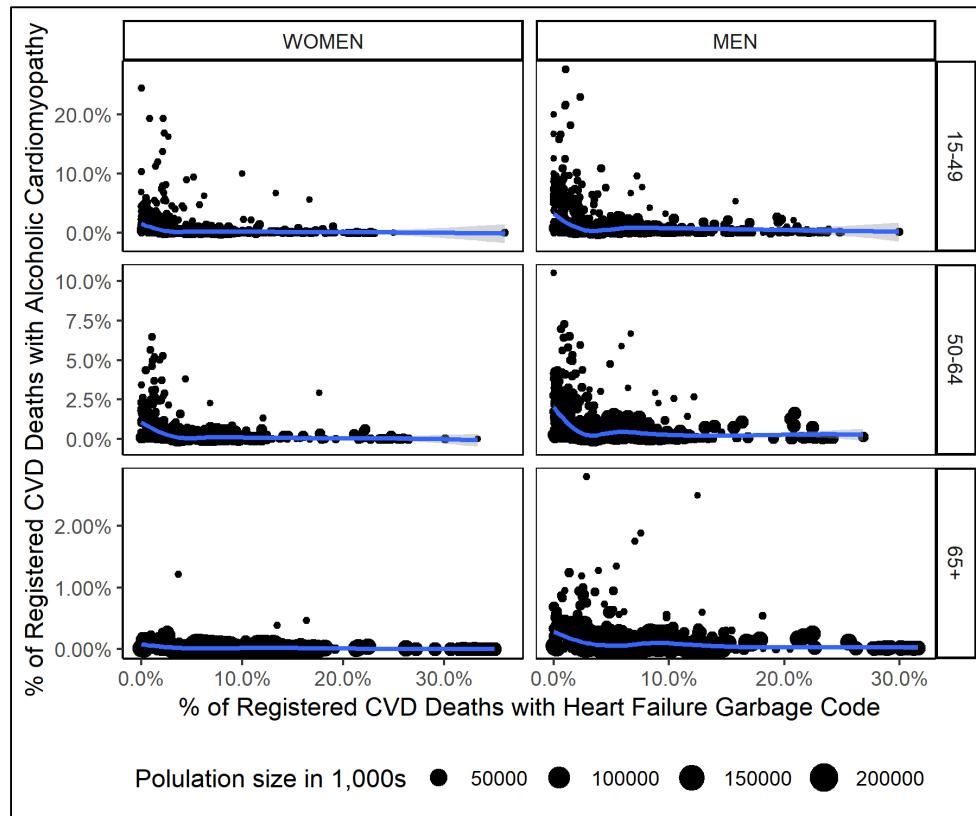 WOMEN
MEN
% of Registered CVD Deaths with Alcoholic Cardiomyopathy
20.0%
10.0%
0.0%
15-49
10.0%
7.5%
5.0%
2.5%
0.0%
50-64
2.00%
1.00%
0.00%
65+
0.0% 10.0% 20.0% 30.0%
0.0% 10.0% 20.0% 30.0%
% of Registered CVD Deaths with Heart Failure Garbage Code
Polulation size in 1,000s 50000 100000 150000 200000